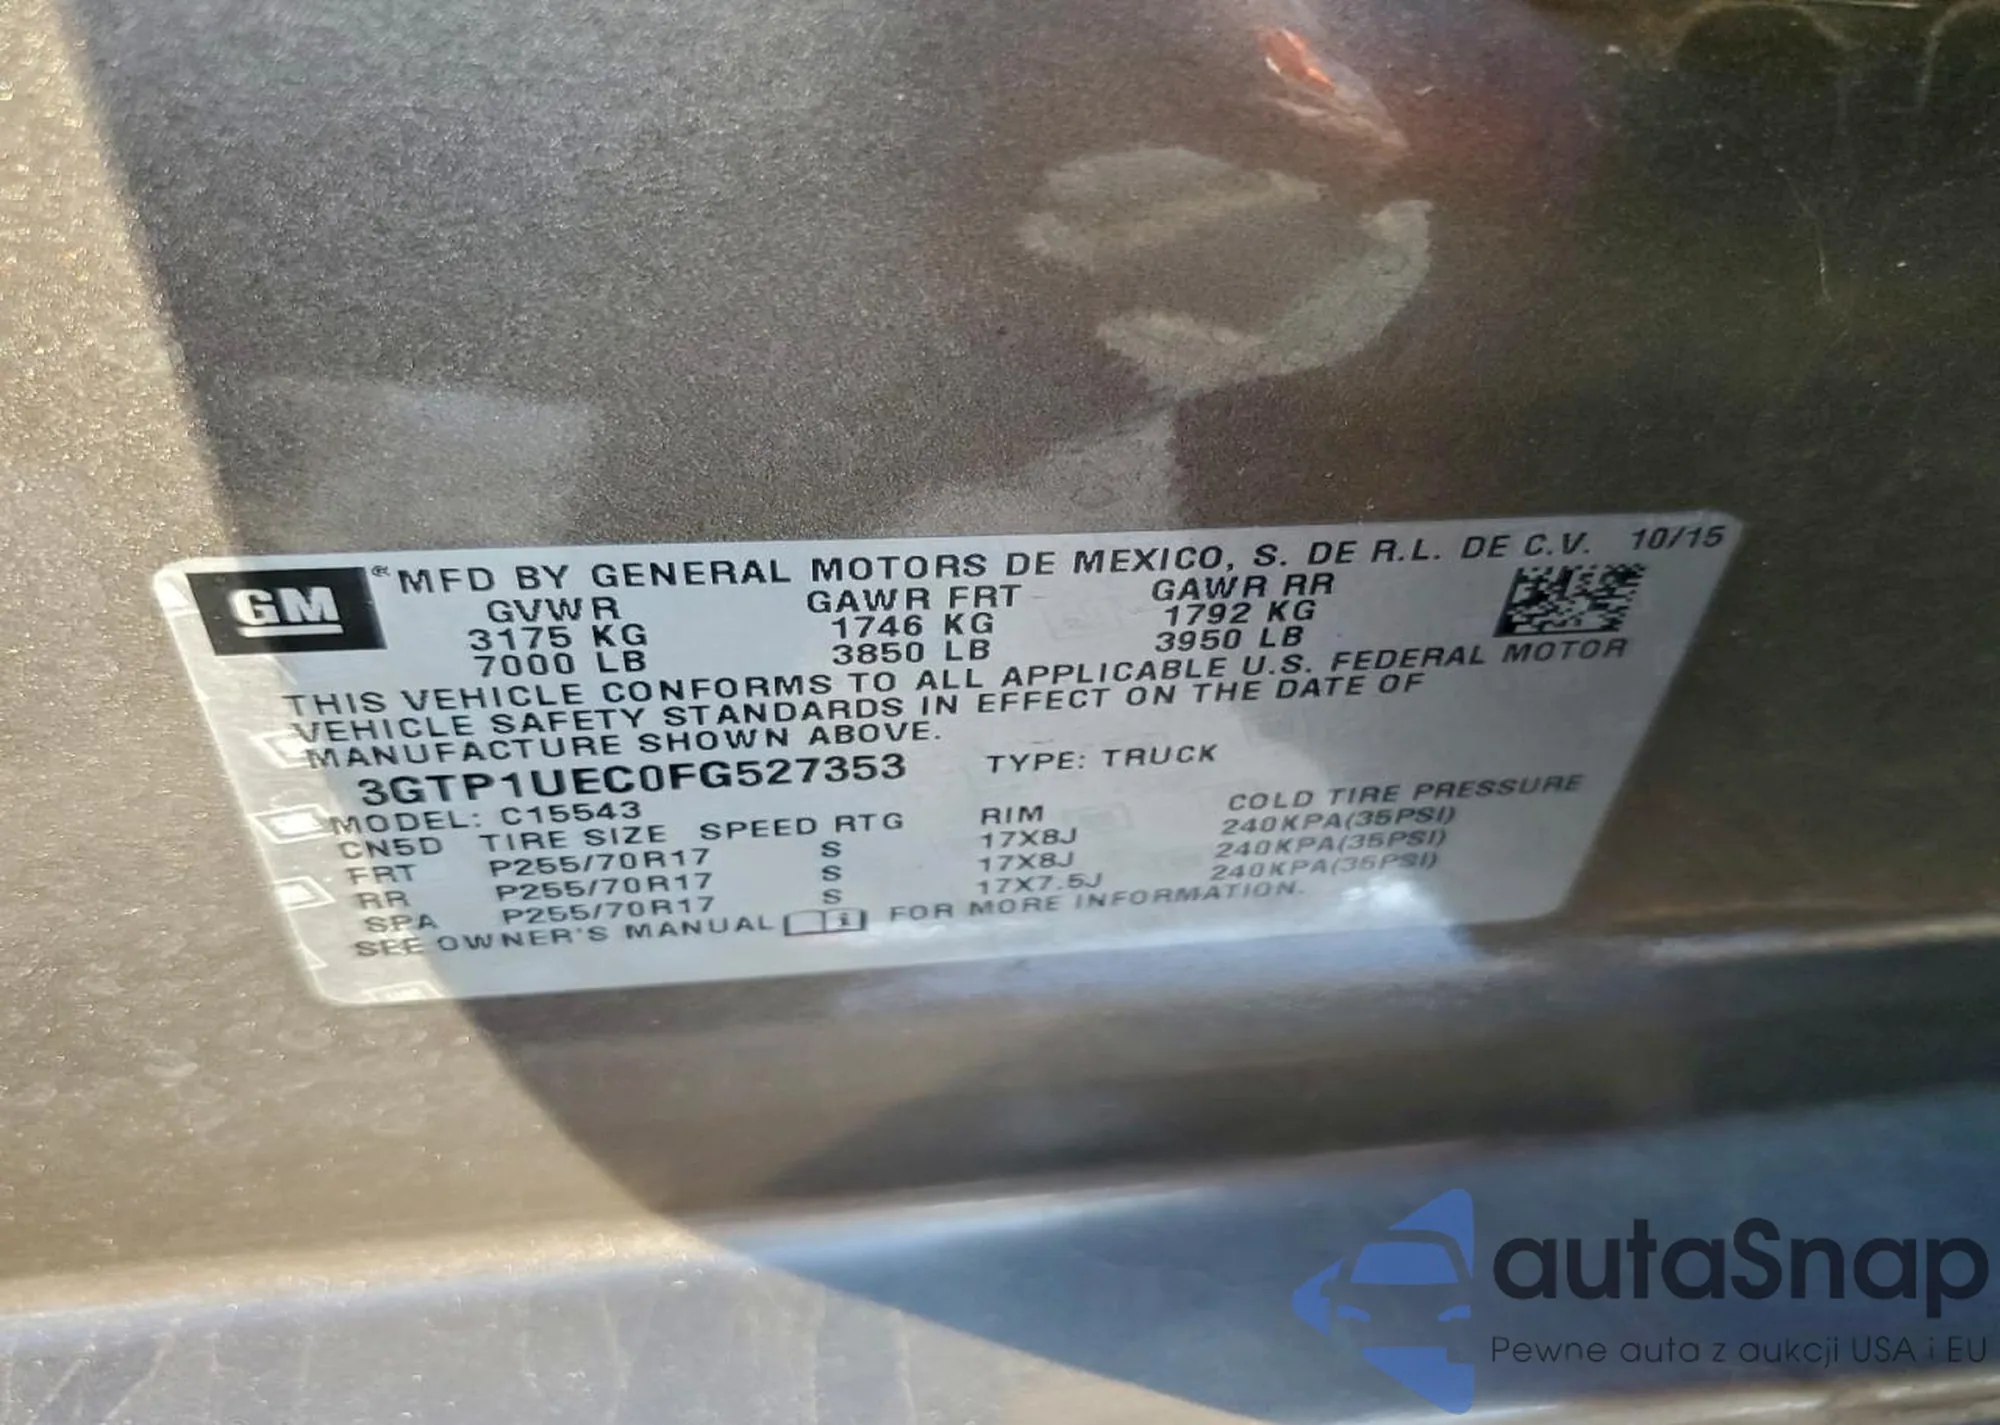 GM ® MFD BY GENERAL MOTORS DE MEXICO, S. DE R.L. DE C.V. 10/15
GVWR GAWR FRT GAWR RR
3175 KG 1746 KG 1792 KG
7000 LB 3850 LB 3950 LB
THIS VEHICLE CONFORMS TO ALL APPLICABLE U.S. FEDERAL MOTOR
VEHICLE SAFETY STANDARDS IN EFFECT ON THE DATE OF
MANUFACTURE SHOWN ABOVE.
3GTP1UEC0FG527353 TYPE: TRUCK
MODEL: C15543
CN5D TIRE SIZE SPEED RTG RIM COLD TIRE PRESSURE
FRT P255/70R17 S 17X8J 240KPA(35PSI)
RR P255/70R17 S 17X8J 240KPA(35PSI)
SPA P255/70R17 S 17X7.5J 240KPA(35PSI)
SEE OWNER'S MANUAL i FOR MORE INFORMATION.
autaSnap
Pewne auta z aukcji USA i EU